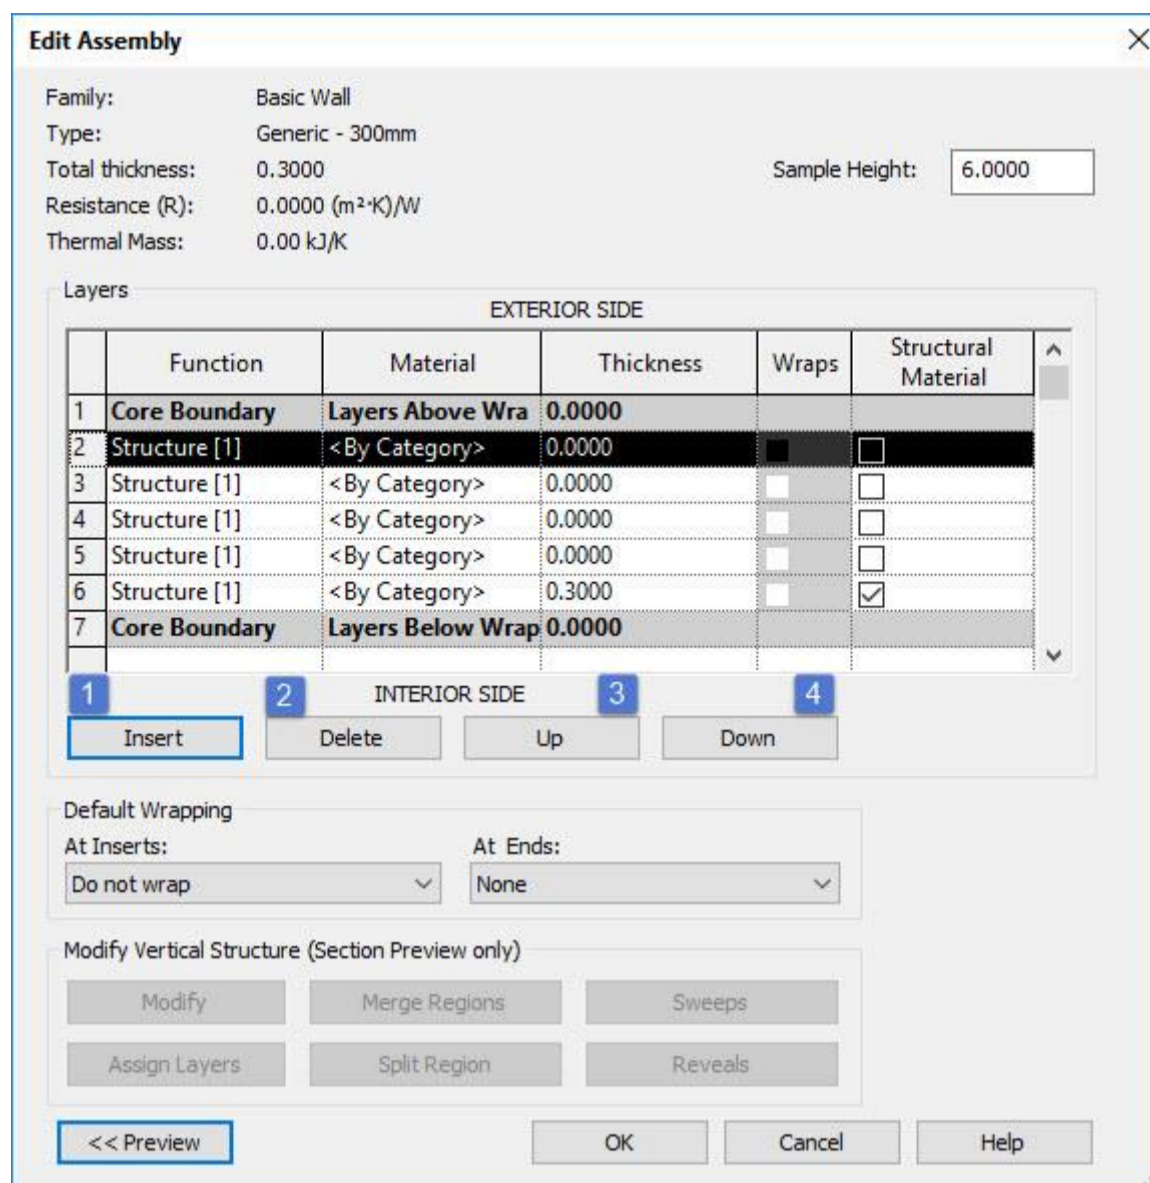 Edit Assembly
Family: Basic Wall
Type: Generic - 300mm
Total thickness: 0.3000 Sample Height: 6.0000
Resistance (R): 0.0000 (m²·K)/W
Thermal Mass: 0.00 kJ/K
Layers
EXTERIOR SIDE
Function Material Thickness Wraps Structural Material
1 Core Boundary Layers Above Wra 0.0000
2 Structure [1] <By Category> 0.0000
3 Structure [1] <By Category> 0.0000
4 Structure [1] <By Category> 0.0000
5 Structure [1] <By Category> 0.0000
6 Structure [1] <By Category> 0.3000
7 Core Boundary Layers Below Wrap 0.0000
1 2 INTERIOR SIDE 3 4
Insert Delete Up Down
Default Wrapping
At Inserts: At Ends:
Do not wrap None
Modify Vertical Structure (Section Preview only)
Modify Merge Regions Sweeps
Assign Layers Split Region Reveals
<< Preview OK Cancel Help